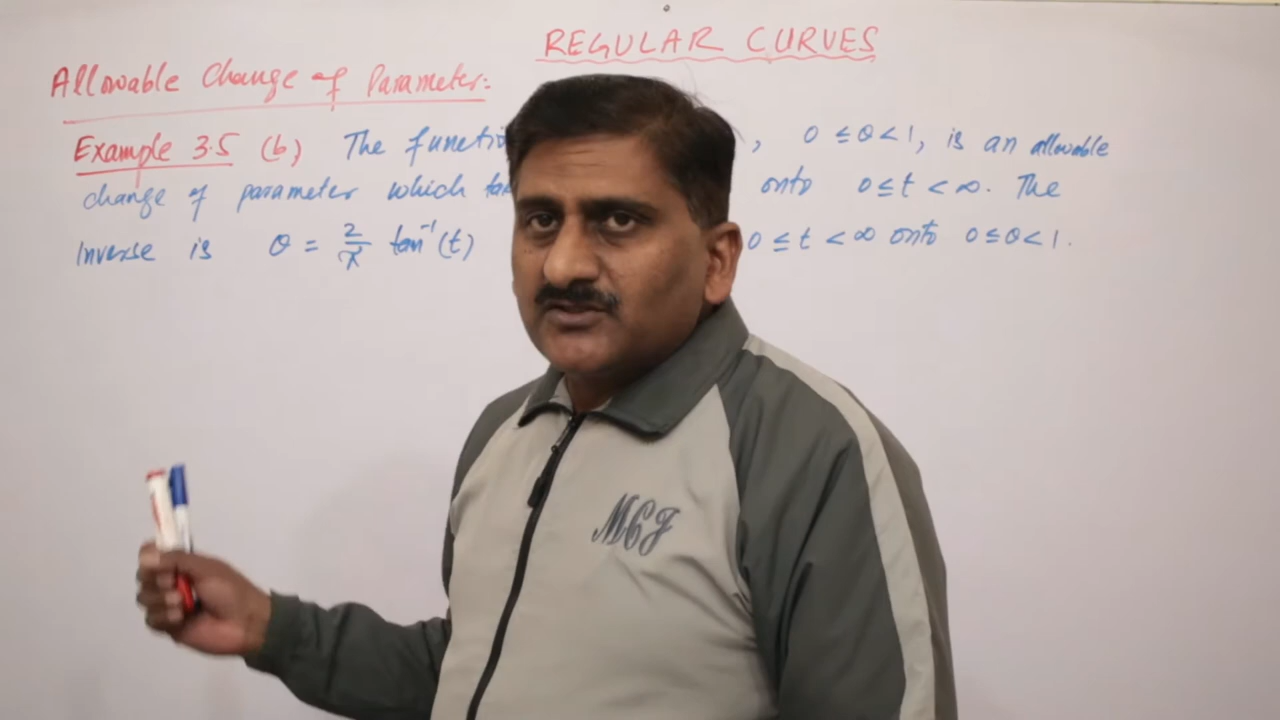 REGULAR CURVES
Allowable Change of Parameter:
Example 3.5 (b) The , 0 ≤ θ < 1, is an allowable
change of parameter which onto 0 ≤ t < ∞. The
Inverse is θ = 2/π tan⁻¹(t) 0 ≤ t < ∞ onto 0 ≤ θ < 1.
MCJ